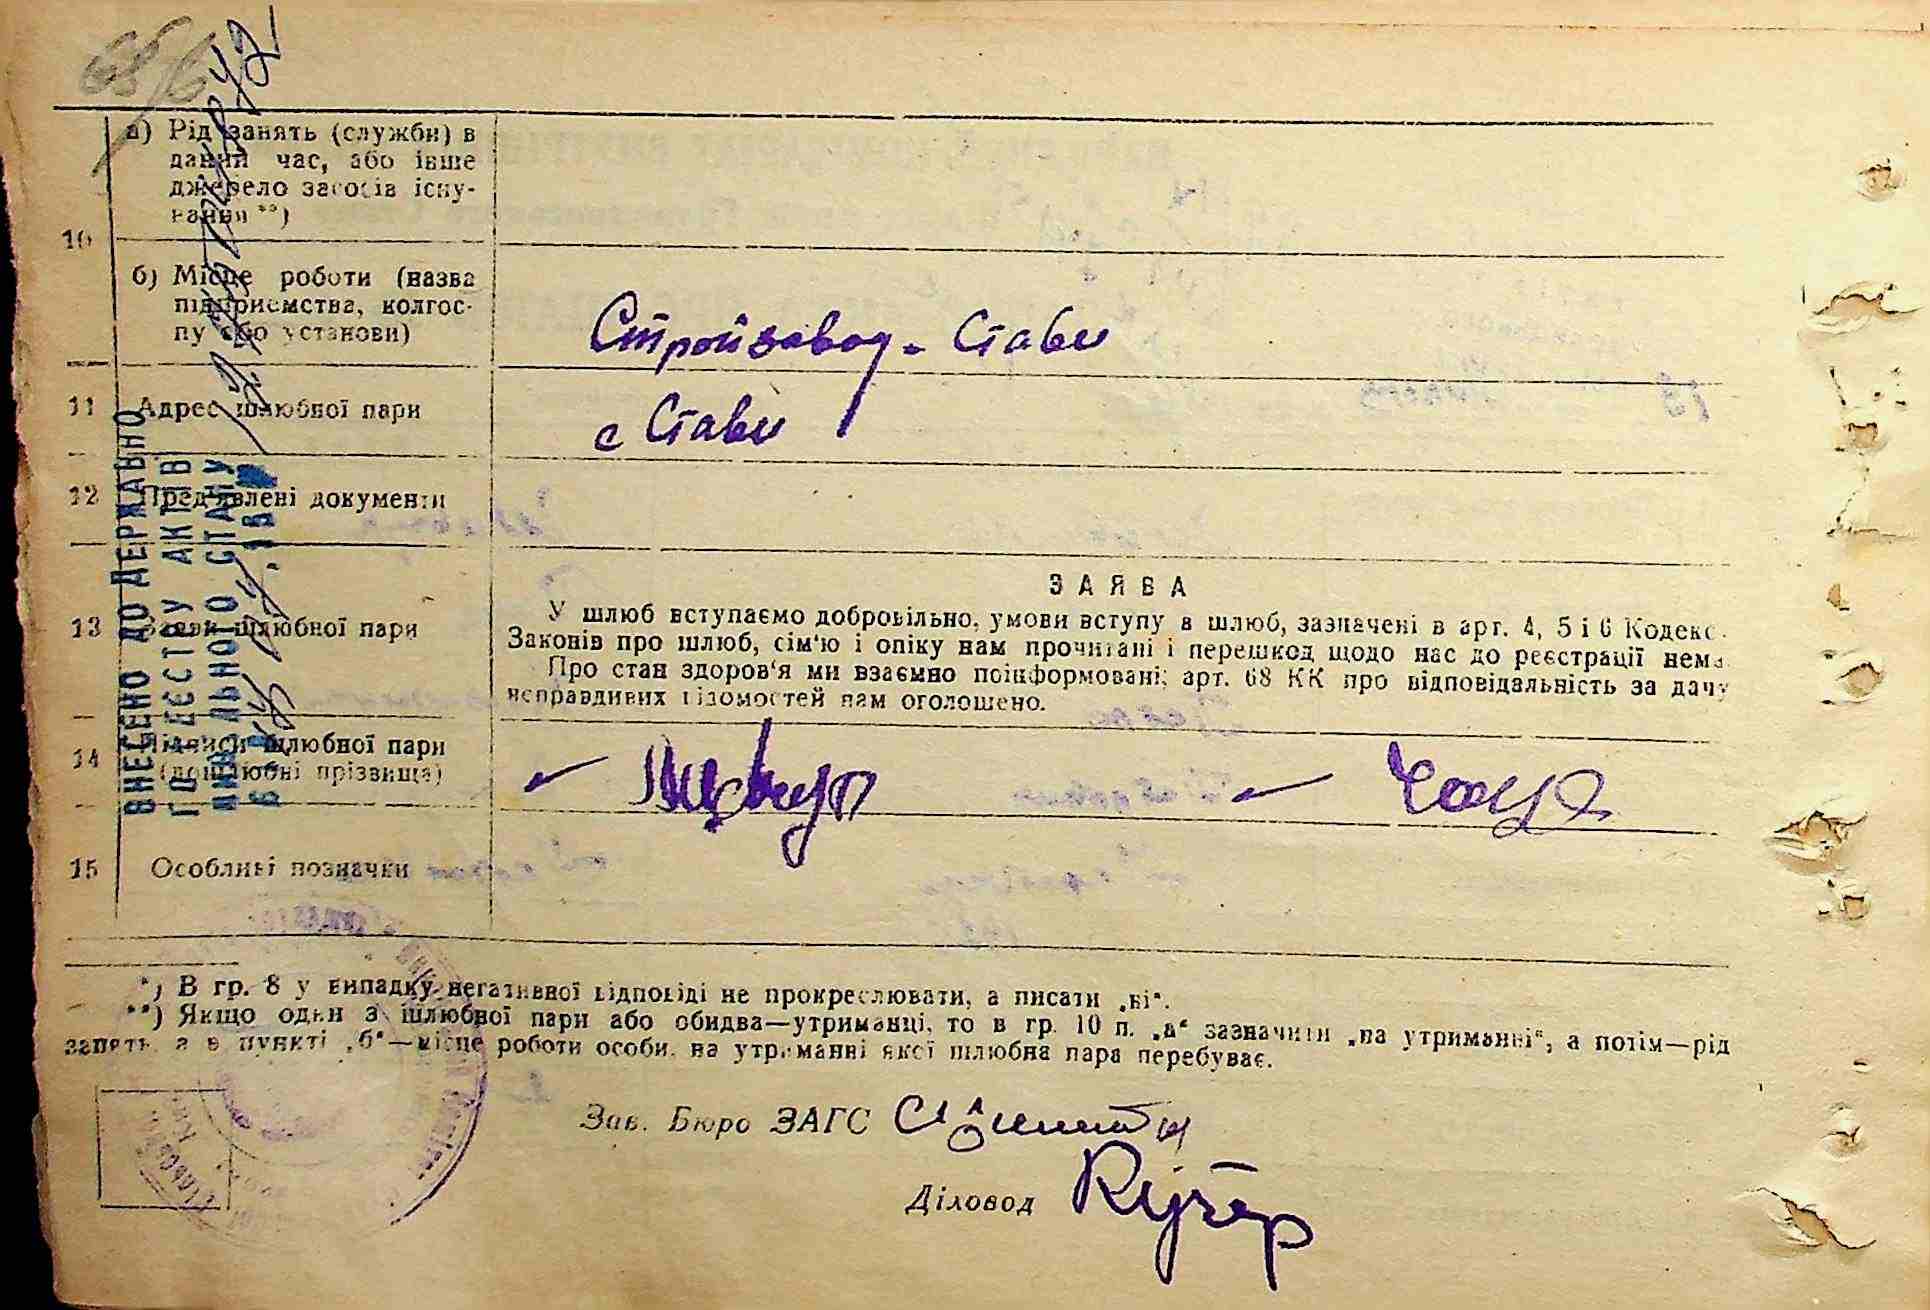 68/6
а) Рід занять (служби) в
даний час, або інше
джерело засобів існу-
вання **)
10
б) Місце роботи (назва
підприємства, колгос-
пу або установи)
Стройзавод - Стави
11 Адрес шлюбної пари
с Стави
12 Пред'явлені документи
ЗАЯВА
13 Заяви шлюбної пари
У шлюб вступаємо добровільно, умови вступу в шлюб, зазначені в арт. 4, 5 і 6 Кодекс.
Законів про шлюб, сім'ю і опіку нам прочитані і перешкод щодо нас до реєстрації нема
Про стан здоров'я ми взаємно поінформовані; арт. 68 КК про відповідальність за дачу
неправдивих відомостей нам оголошено.
14 Підписи шлюбної пари
(дошлюбні прізвища)
15 Особливі позначки
ВНЕСЕНО ДО ДЕРЖАВНО
ГО РЕЄСТРУ АКТІВ
ЦИВІЛЬНОГО СТАНУ
*) В гр. 8 у випадку негативної відповіді не прокреслювати, а писати „ні“.
**) Якщо один з шлюбної пари або обидва—утриманці, то в гр. 10 п. „а“ зазначити „на утриманні“, а потім—рід
занять, а в пункті „б“—місце роботи особи, на утриманні якої шлюбна пара перебуває.
Зав. Бюро ЗАГС
Діловод Кучер